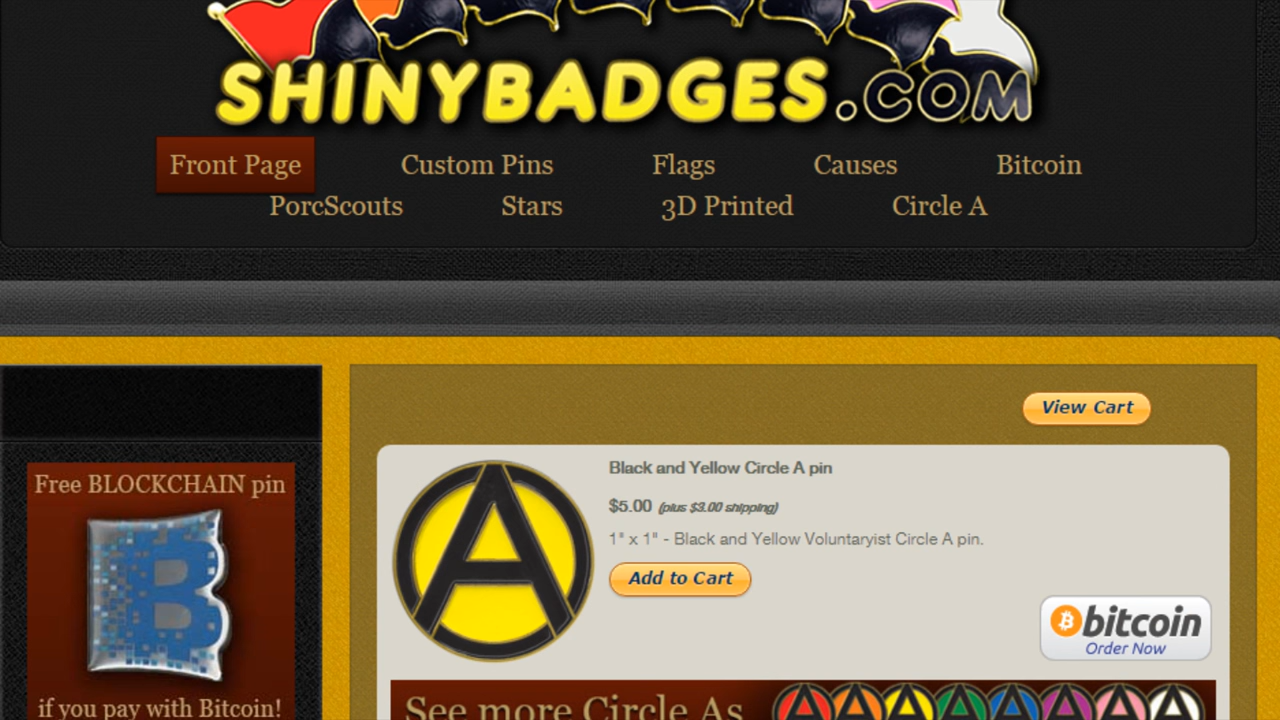 SHINYBADGES.COM
Front Page Custom Pins Flags Causes Bitcoin
PorcScouts Stars 3D Printed Circle A
View Cart
Free BLOCKCHAIN pin
B
if you pay with Bitcoin!
A
Black and Yellow Circle A pin
$5.00 (plus $3.00 shipping)
1" x 1" - Black and Yellow Voluntaryist Circle A pin.
Add to Cart
bitcoin
Order Now
See more Circle As